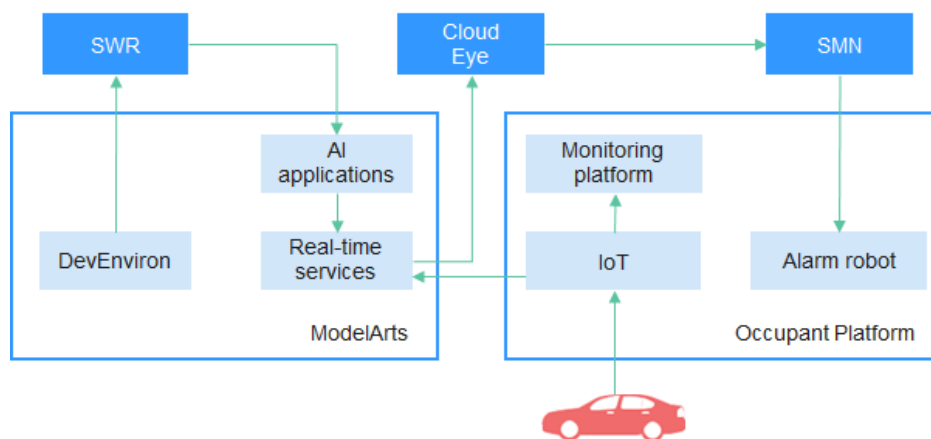 SWR
Cloud
Eye
SMN
AI
applications
Monitoring
platform
DevEnviron
Real-time
services
IoT
Alarm robot
ModelArts
Occupant Platform